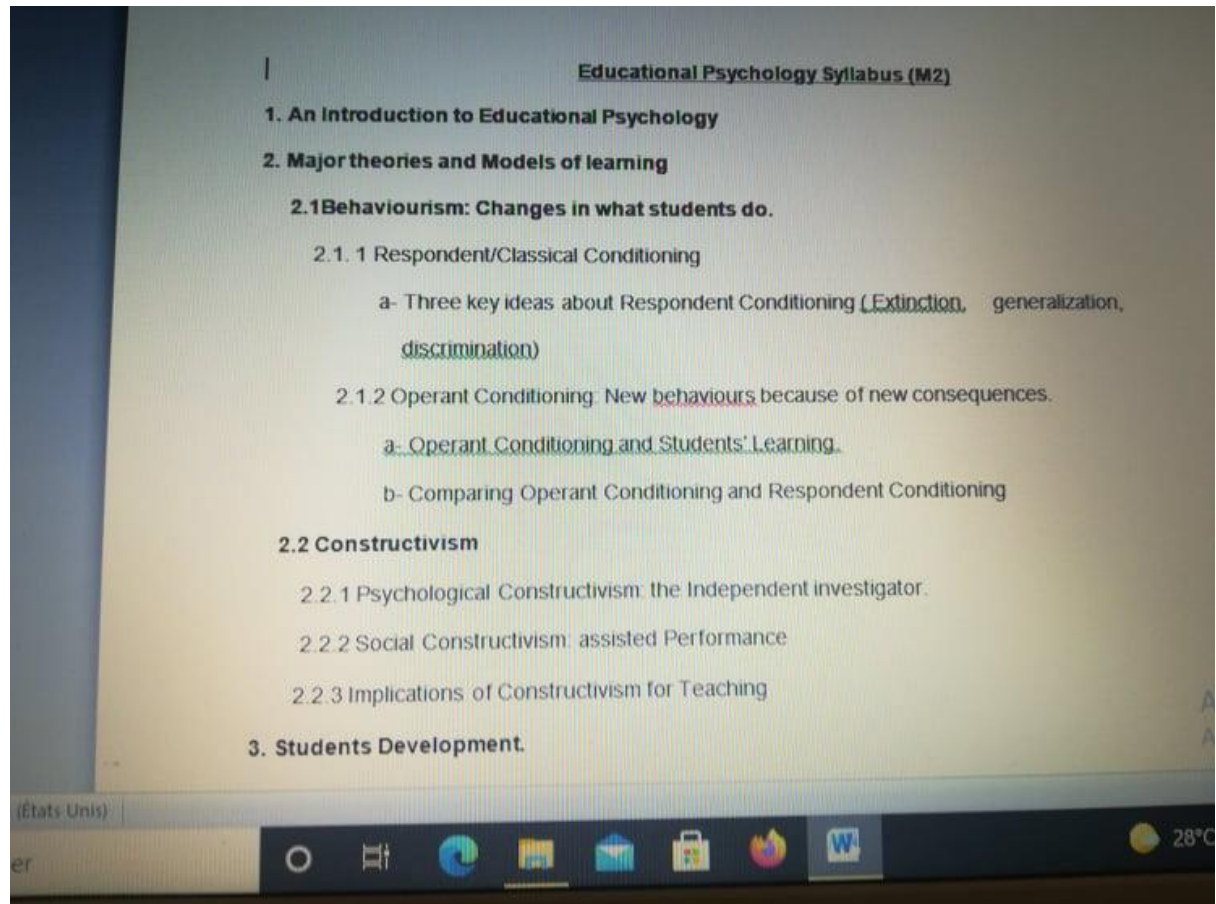 Educational Psychology Syllabus (M2)
1. An Introduction to Educational Psychology
2. Major theories and Models of learning
2.1Behaviourism: Changes in what students do.
2.1. 1 Respondent/Classical Conditioning
a- Three key ideas about Respondent Conditioning ( Extinction, generalization,
discrimination)
2.1.2 Operant Conditioning: New behaviours because of new consequences.
a- Operant Conditioning and Students' Learning.
b- Comparing Operant Conditioning and Respondent Conditioning
2.2 Constructivism
2.2.1 Psychological Constructivism: the Independent investigator.
2.2.2 Social Constructivism: assisted Performance
2.2.3 Implications of Constructivism for Teaching
A
A
3. Students Development.
(États Unis)
er
W
28°C